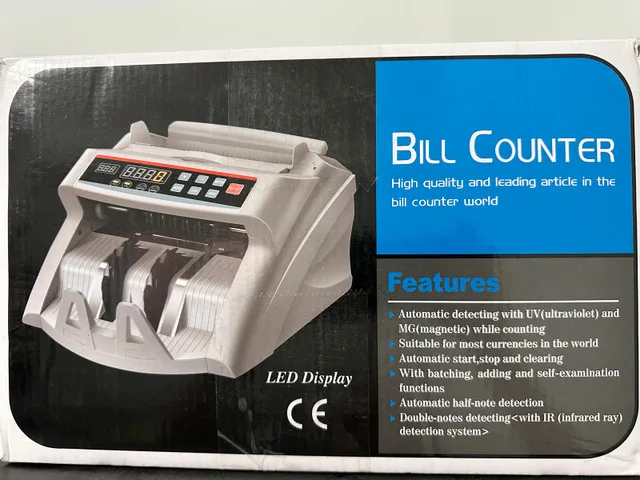 BILL COUNTER
High quality and leading article in the
bill counter world
Features
Automatic detecting with UV(ultraviolet) and
MG(magnetic) while counting
Suitable for most currencies in the world
Automatic start,stop and clearing
With batching, adding and self-examination
functions
Automatic half-note detection
Double-notes detecting<with IR (infrared ray)
detection system>
LED Display
CE